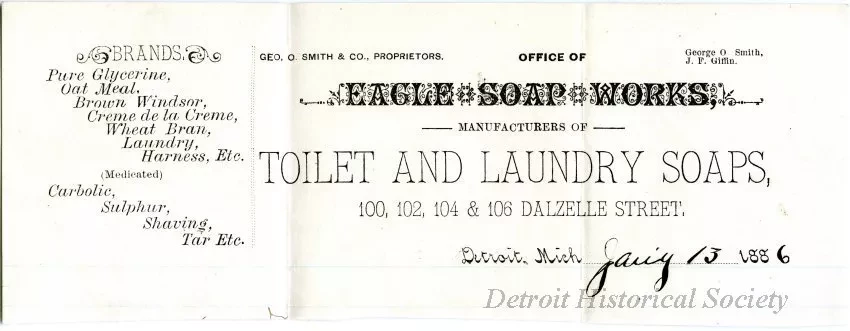 BRANDS.
Pure Glycerine,
Oat Meal,
Brown Windsor,
Creme de la Creme,
Wheat Bran,
Laundry,
Harness, Etc.
(Medicated)
Carbolic,
Sulphur,
Shaving,
Tar Etc.
GEO. O. SMITH & CO., PROPRIETORS.
OFFICE OF
George O Smith,
J. F. Giffin.
EAGLE SOAP WORKS,
MANUFACTURERS OF
TOILET AND LAUNDRY SOAPS,
100, 102, 104 & 106 DALZELLE STREET.
Detroit, Mich Jany 13 1886
Detroit Historical Society